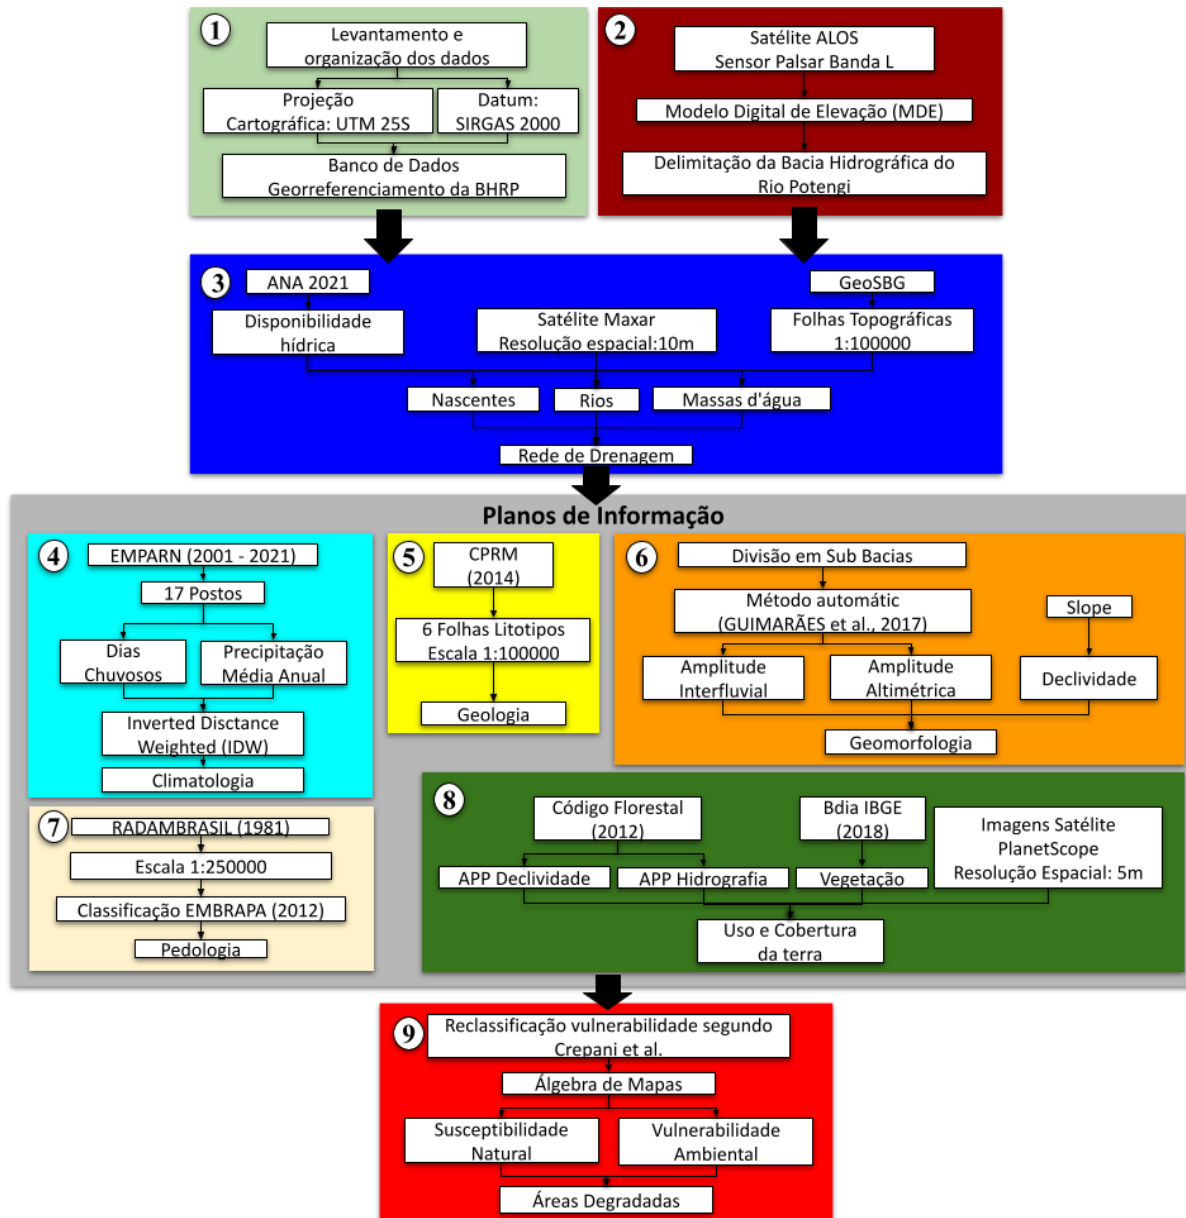 1
Levantamento e
organização dos dados
Projeção
Cartográfica: UTM 25S
Datum:
SIRGAS 2000
Banco de Dados
Georreferenciamento da BHRP
2
Satélite ALOS
Sensor Palsar Banda L
Modelo Digital de Elevação (MDE)
Delimitação da Bacia Hidrográfica do
Rio Potengi
3
ANA 2021
Disponibilidade
hídrica
Satélite Maxar
Resolução espacial:10m
GeoSBG
Folhas Topográficas
1:100000
Nascentes
Rios
Massas d'água
Rede de Drenagem
Planos de Informação
4
EMPARN (2001 - 2021)
17 Postos
Dias
Chuvosos
Precipitação
Média Anual
Inverted Disctance
Weighted (IDW)
Climatologia
5
CPRM
(2014)
6 Folhas Litotipos
Escala 1:100000
Geologia
6
Divisão em Sub Bacias
Método automátic
(GUIMARÃES et al., 2017)
Slope
Amplitude
Interfluvial
Amplitude
Altimétrica
Declividade
Geomorfologia
7
RADAMBRASIL (1981)
Escala 1:250000
Classificação EMBRAPA (2012)
Pedologia
8
Código Florestal
(2012)
Bdia IBGE
(2018)
Imagens Satélite
PlanetScope
Resolução Espacial: 5m
APP Declividade
APP Hidrografia
Vegetação
Uso e Cobertura
da terra
9
Reclassificação vulnerabilidade segundo
Crepani et al.
Álgebra de Mapas
Susceptibilidade
Natural
Vulnerabilidade
Ambiental
Áreas Degradadas